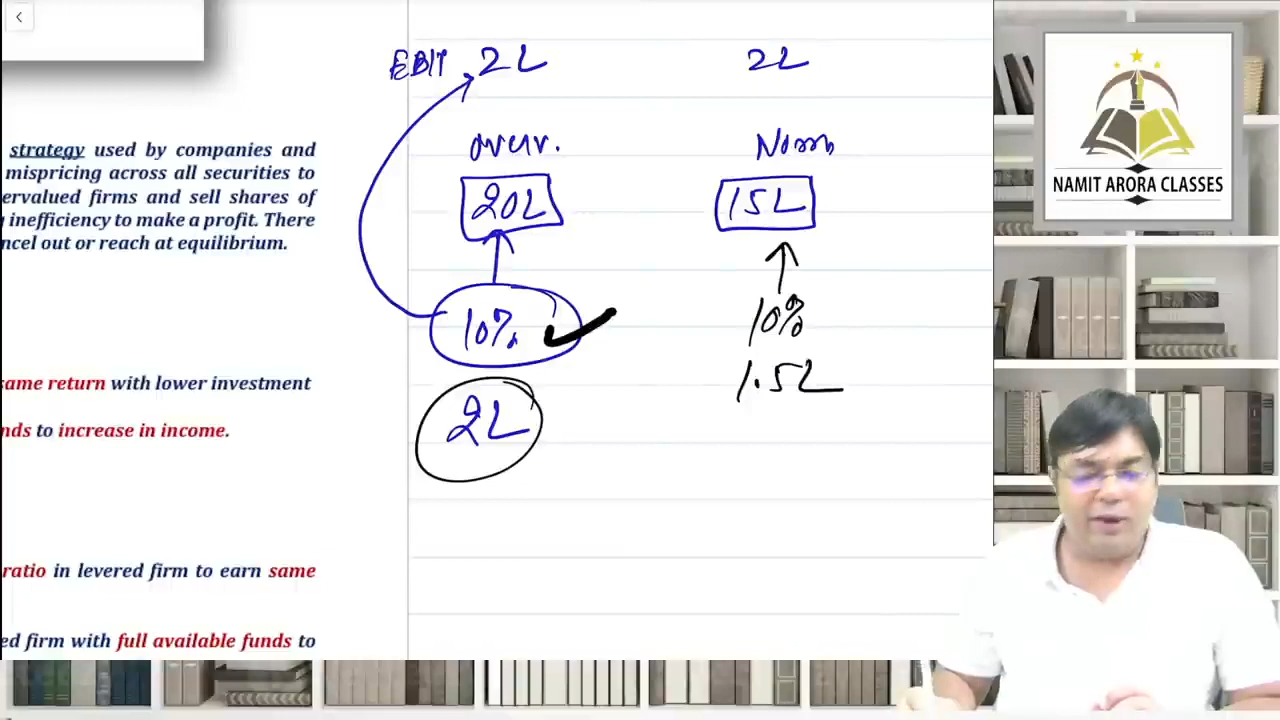 EBIT 2L 2L
strategy used by companies and
mispricing across all securities to
ervalued firms and sell shares of
inefficiency to make a profit. There
ncel out or reach at equilibrium.
overv. Norm
20L 15L
10% 10%
1.5L
2L
same return with lower investment
nds to increase in income.
ratio in levered firm to earn same
ed firm with full available funds to
NAMIT ARORA CLASSES